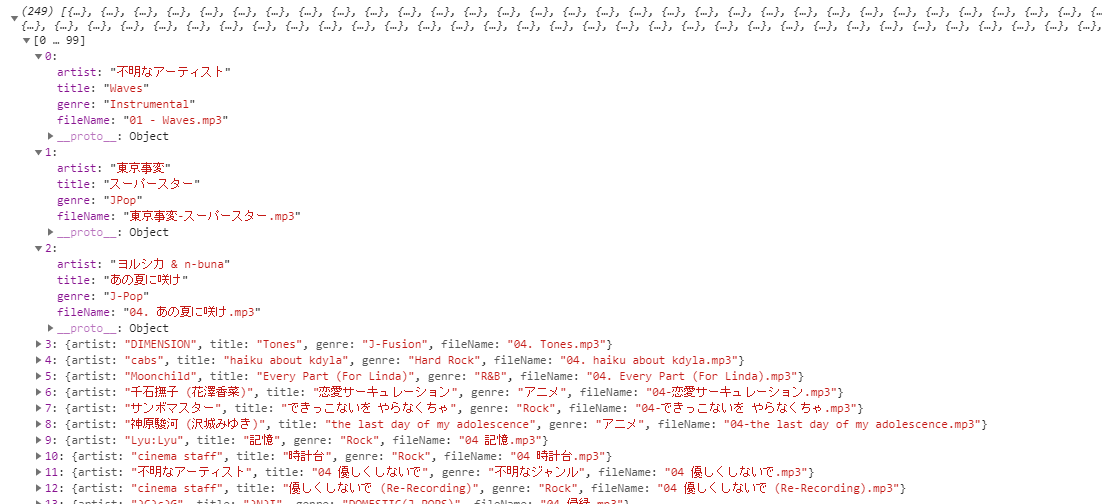 (249) [{…}, {…}, {…}, {…}, {…}, {…}, {…}, {…}, {…}, {…}, {…}, {…}, {…}, {…}, {…}, {…}, {…}, {…}, {…}, {…}, {…}, {…}, {…}, {…}, {…}, {…}, {…}, {…
{…}, {…}, {…}, {…}, {…}, {…}, {…}, {…}, {…}, {…}, {…}, {…}, {…}, {…}, {…}, {…}, {…}, {…}, {…}, {…}, {…}, {…}, {…}, {…}, {…}, {…}, {…}, {…}, {…
[0 … 99]
0:
artist: "不明なアーティスト"
title: "Waves"
genre: "Instrumental"
fileName: "01 - Waves.mp3"
__proto__: Object
1:
artist: "東京事変"
title: "スーパースター"
genre: "JPop"
fileName: "東京事変-スーパースター.mp3"
__proto__: Object
2:
artist: "ヨルシカ & n-buna"
title: "あの夏に咲け"
genre: "J-Pop"
fileName: "04. あの夏に咲け.mp3"
__proto__: Object
3: {artist: "DIMENSION", title: "Tones", genre: "J-Fusion", fileName: "04. Tones.mp3"}
4: {artist: "cabs", title: "haiku about kdyla", genre: "Hard Rock", fileName: "04. haiku about kdyla.mp3"}
5: {artist: "Moonchild", title: "Every Part (For Linda)", genre: "R&B", fileName: "04. Every Part (For Linda).mp3"}
6: {artist: "千石撫子 (花澤香菜)", title: "恋愛サーキュレーション", genre: "アニメ", fileName: "04-恋愛サーキュレーション.mp3"}
7: {artist: "サンボマスター", title: "できっこないを やらなくちゃ", genre: "Rock", fileName: "04-できっこないを やらなくちゃ.mp3"}
8: {artist: "神原駿河 (沢城みゆき)", title: "the last day of my adolescence", genre: "アニメ", fileName: "04-the last day of my adolescence.mp3"}
9: {artist: "Lyu:Lyu", title: "記憶", genre: "Rock", fileName: "04 記憶.mp3"}
10: {artist: "cinema staff", title: "時計台", genre: "Rock", fileName: "04 時計台.mp3"}
11: {artist: "不明なアーティスト", title: "04 優しくしないで", genre: "不明なジャンル", fileName: "04 優しくしないで.mp3"}
12: {artist: "cinema staff", title: "優しくしないで (Re-Recording)", genre: "Rock", fileName: "04 優しくしないで (Re-Recording).mp3"}